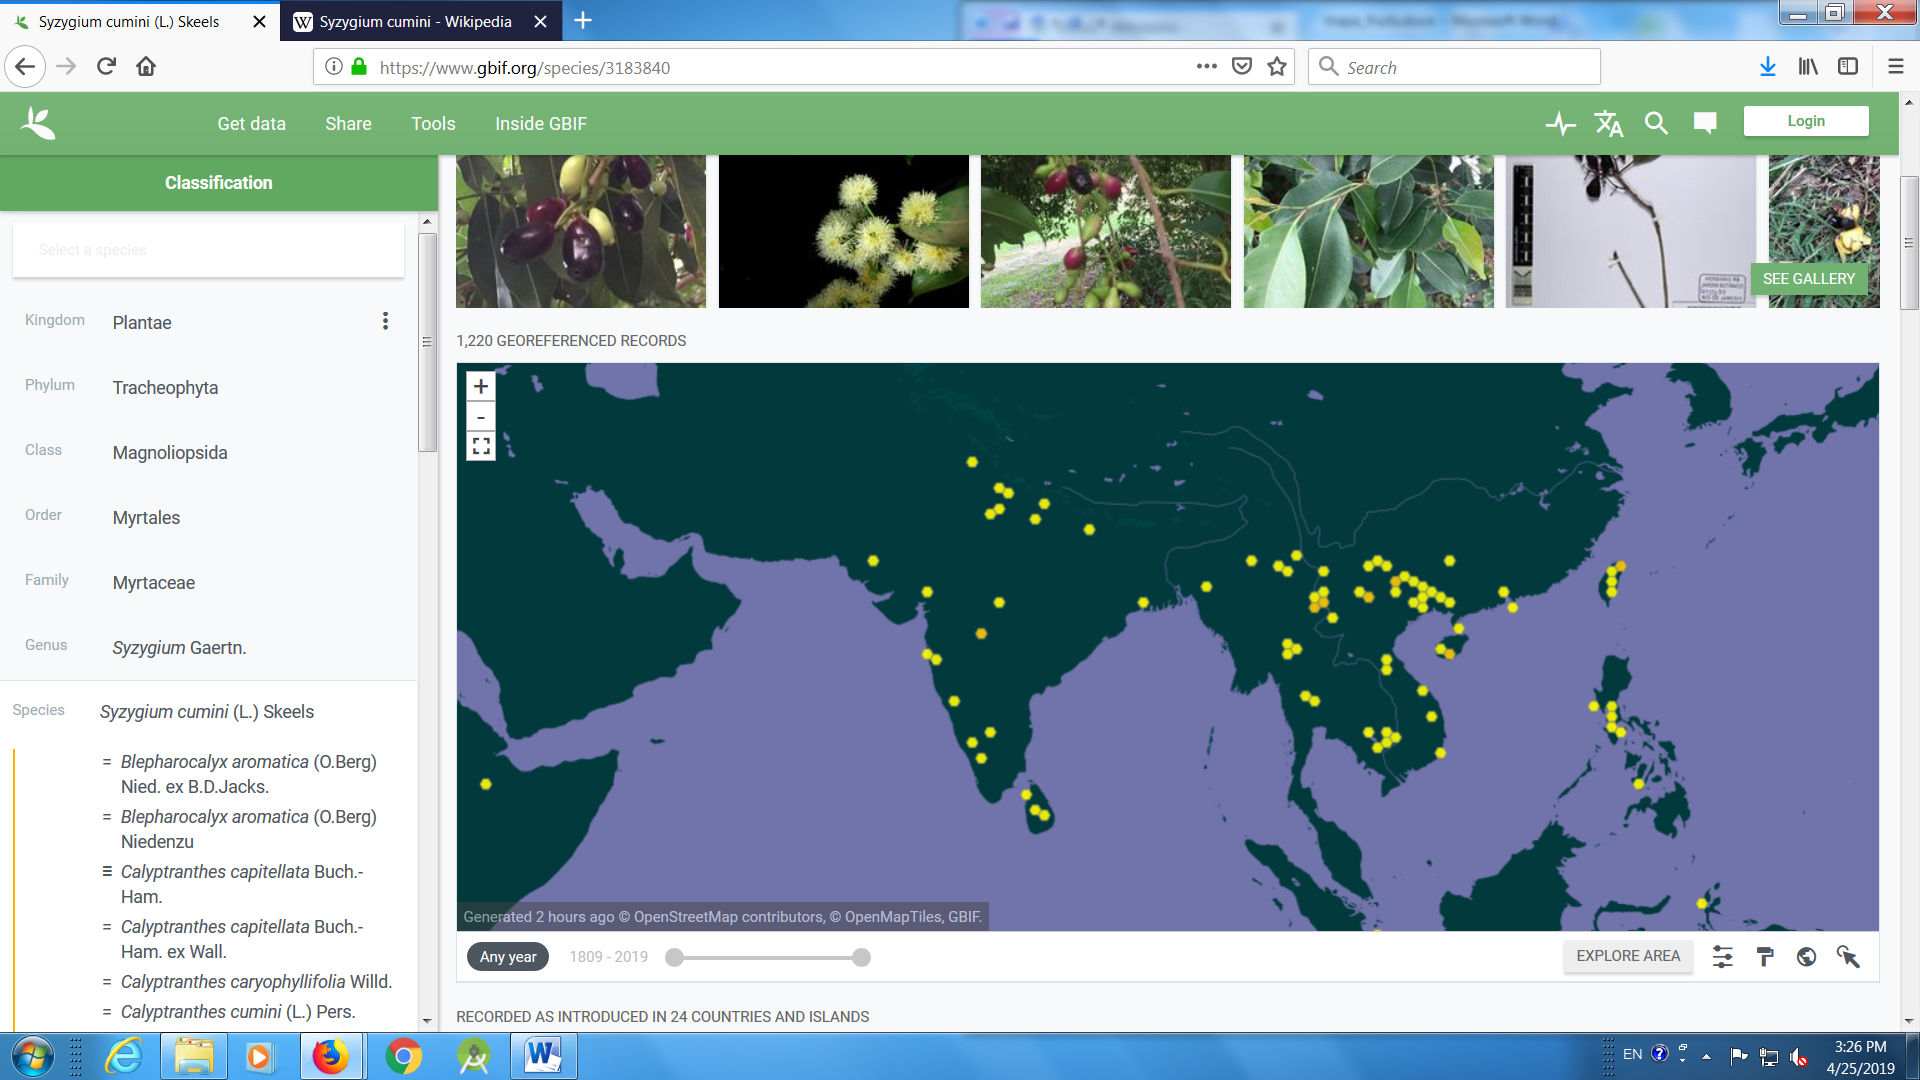 Syzygium cumini (L.) Skeels
Syzygium cumini - Wikipedia
https://www.gbif.org/species/3183840
Search
Get data
Share
Tools
Inside GBIF
Login
Classification
Select a species
Kingdom Plantae
Phylum Tracheophyta
Class Magnoliopsida
Order Myrtales
Family Myrtaceae
Genus Syzygium Gaertn.
Species Syzygium cumini (L.) Skeels
= Blepharocalyx aromatica (O.Berg)
Nied. ex B.D.Jacks.
= Blepharocalyx aromatica (O.Berg)
Niedenzu
≡ Calyptranthes capitellata Buch.-
Ham.
= Calyptranthes capitellata Buch.-
Ham. ex Wall.
= Calyptranthes caryophyllifolia Willd.
= Calyptranthes cumini (L.) Pers.
SEE GALLERY
1,220 GEOREFERENCED RECORDS
+
-
Generated 2 hours ago © OpenStreetMap contributors, © OpenMapTiles, GBIF.
Any year
1809 - 2019
EXPLORE AREA
RECORDED AS INTRODUCED IN 24 COUNTRIES AND ISLANDS
EN
3:26 PM
4/25/2019